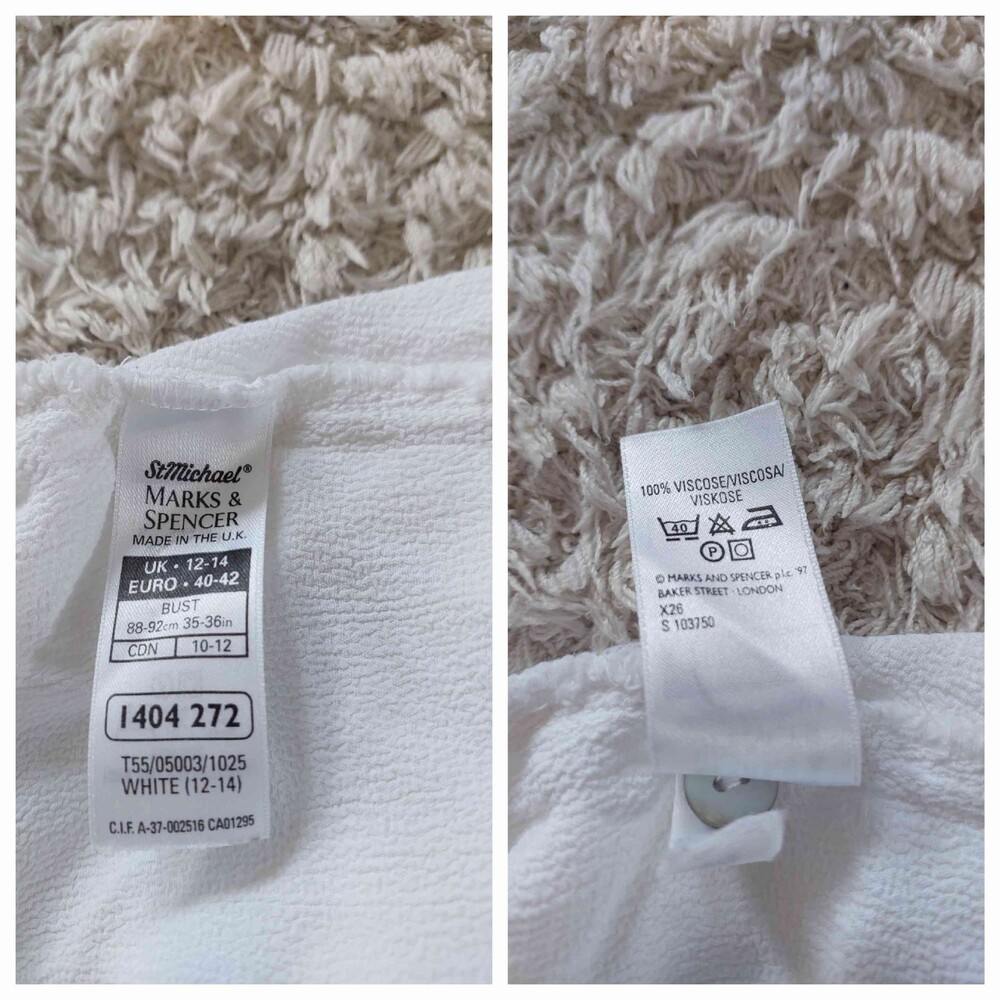 StMichael®
MARKS &
SPENCER
MADE IN THE U.K.
UK · 12-14
EURO · 40-42
BUST
88-92cm 35-36in
CDN 10-12
1404 272
T55/05003/1025
WHITE (12-14)
C.I.F. A-37-002516 CA01295
100% VISCOSE/VISCOSA/
VISKOSE
40
P
© MARKS AND SPENCER p.l.c. '97
BAKER STREET · LONDON
X26
S 103750